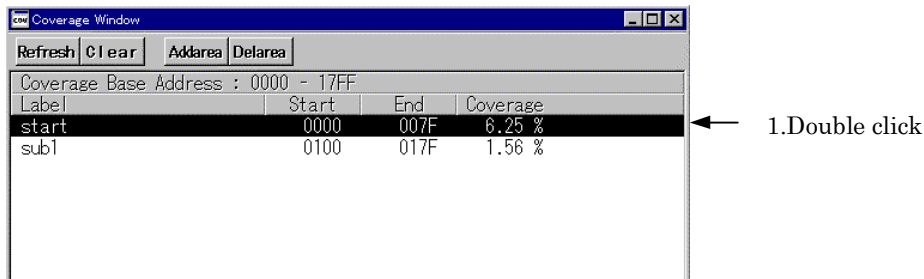 Coverage Window
Refresh Clear Addarea Delarea
Coverage Base Address : 0000 - 17FF
Label Start End Coverage
start 0000 007F 6.25 %
1.Double click
sub1 0100 017F 1.56 %